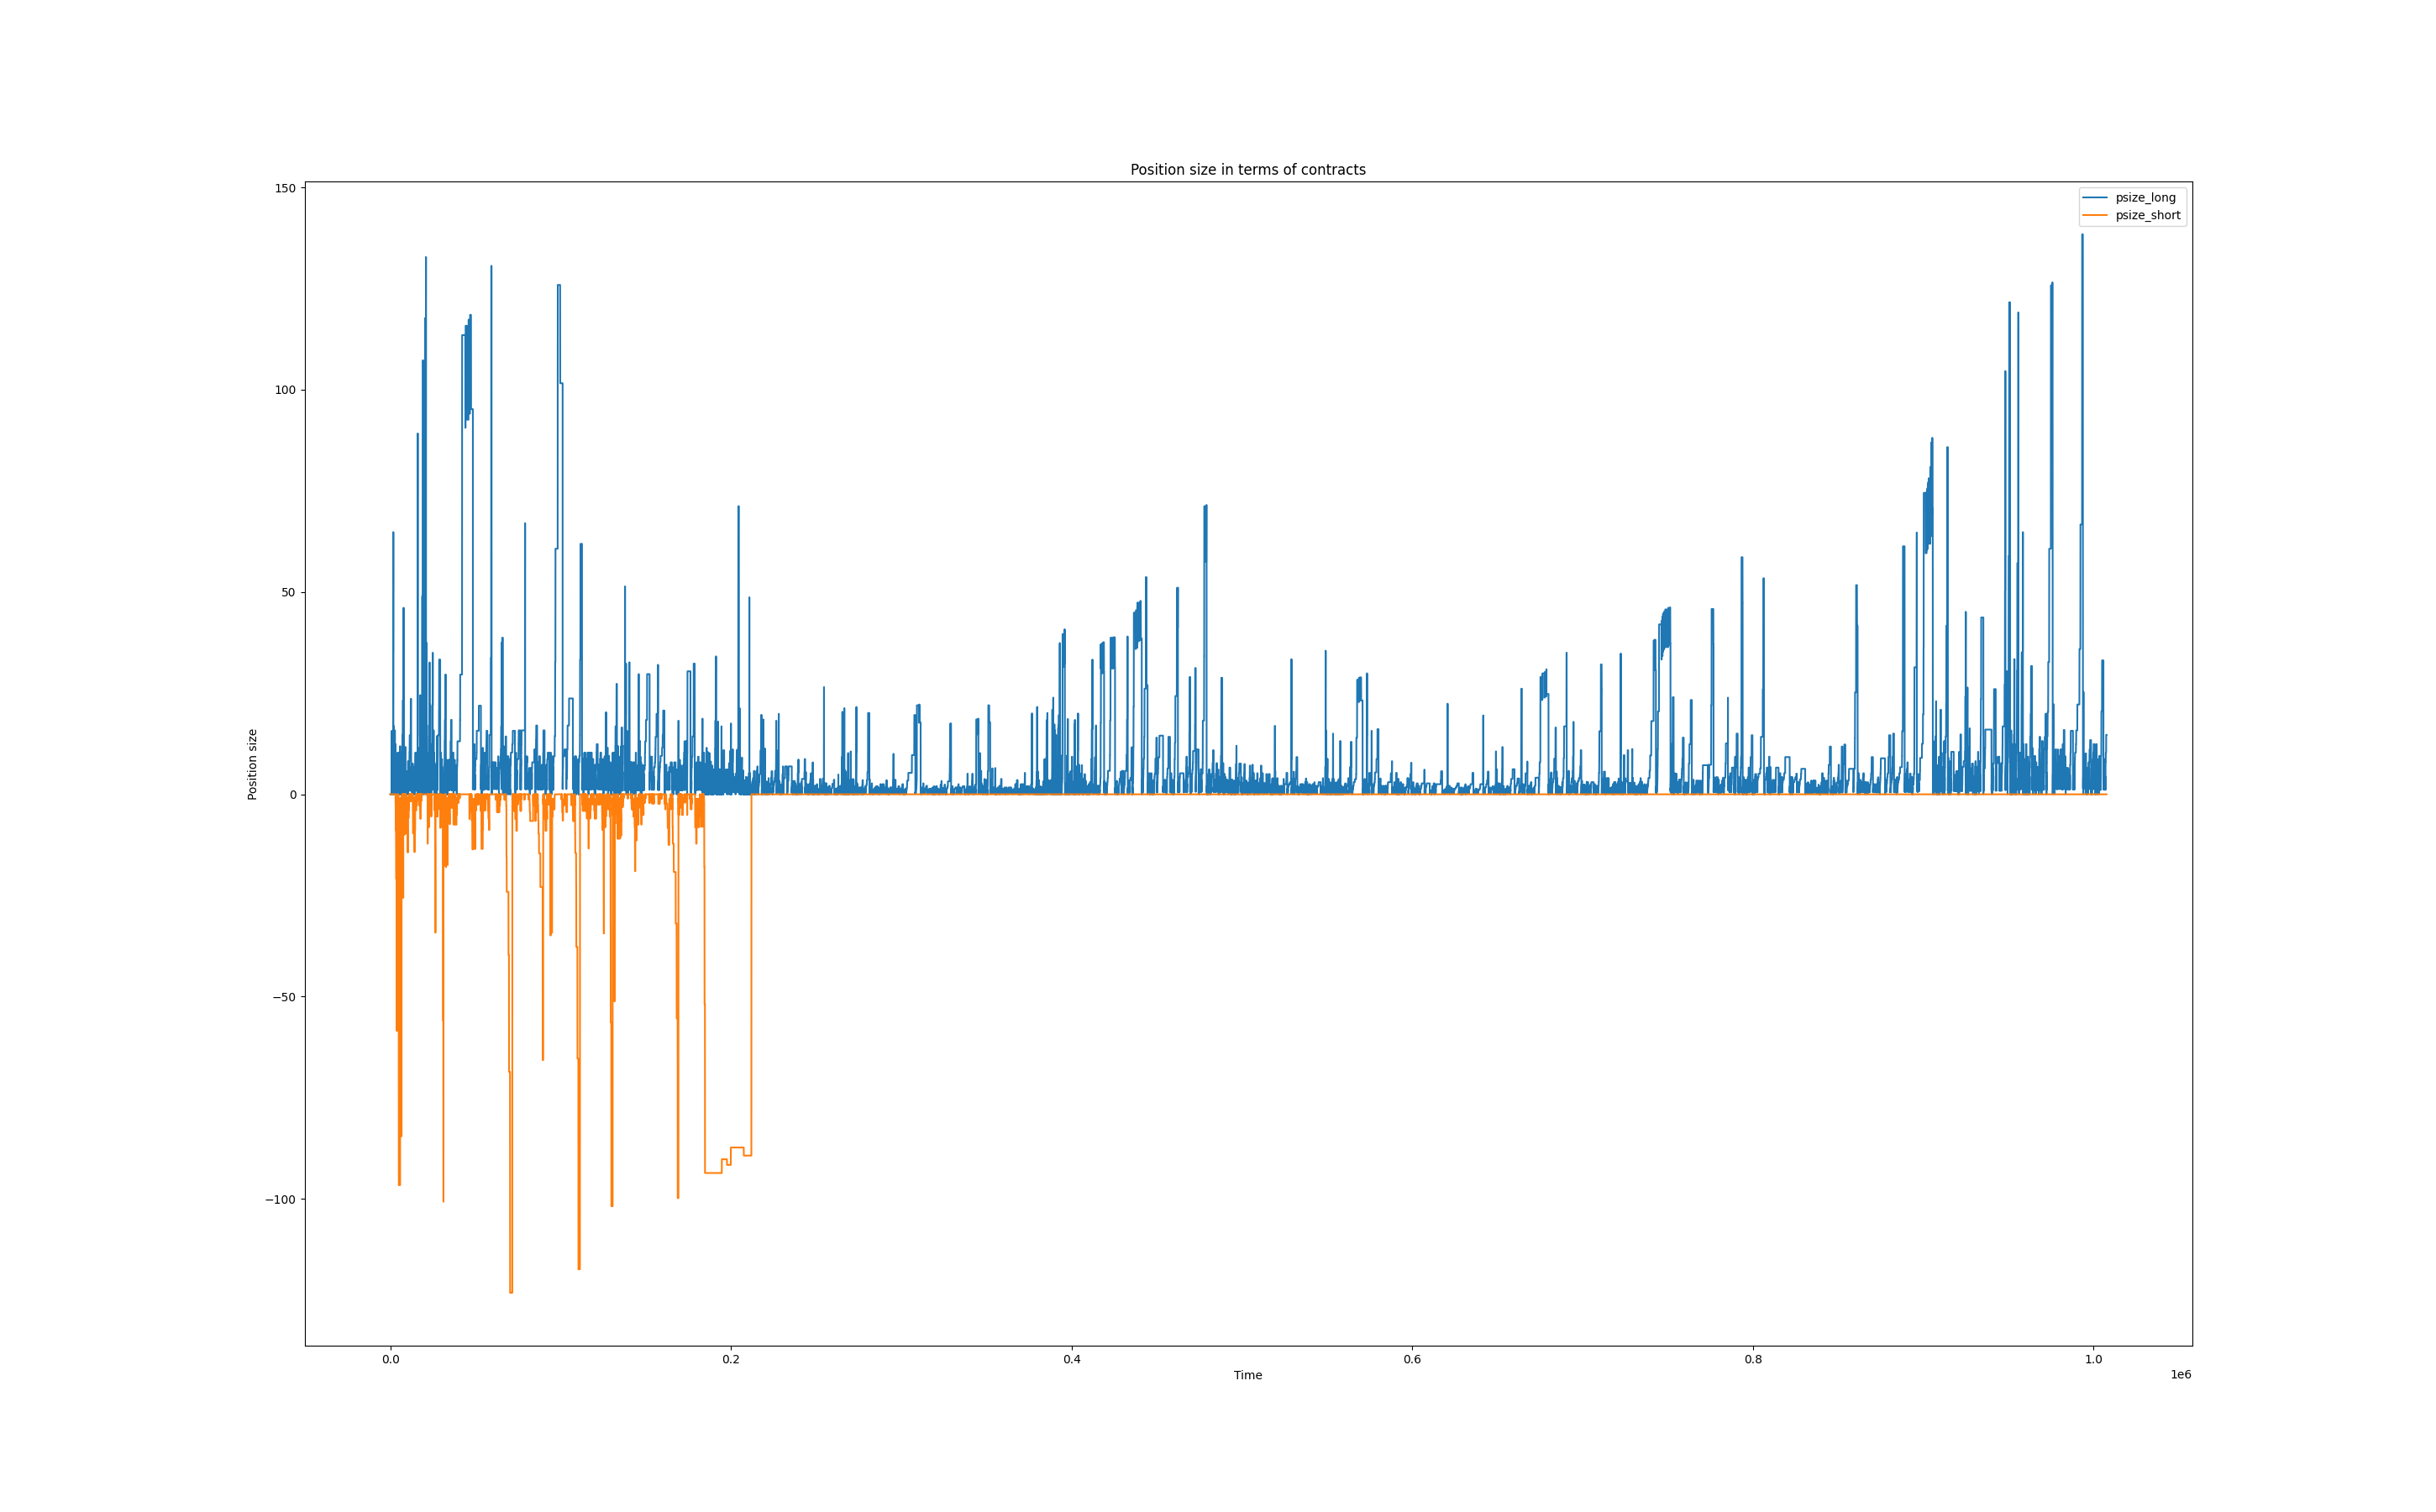 Position size in terms of contracts
psize_long
psize_short
150
100
50
0
−50
−100
Position size
0.0
0.2
0.4
0.6
0.8
1.0
Time
1e6